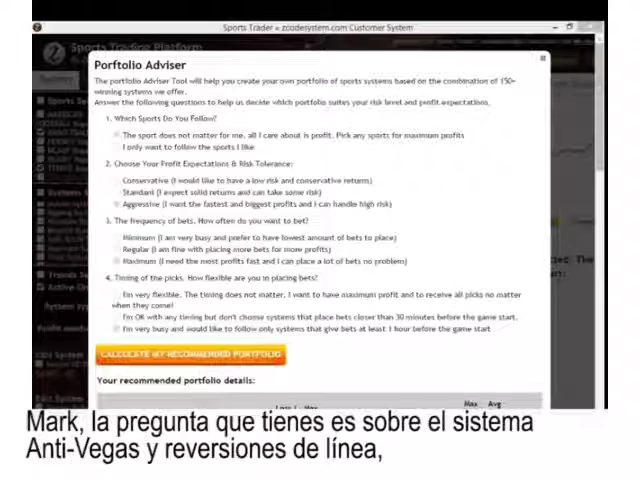 Sports Trader » zcodesystem.com Customer System
Sports Trading Platform
Porftolio Adviser
The portfolio Adviser Tool will help you create your own portfolio of sports systems based on the combination of 150+
winning systems we offer.
Answer the following questions to help us decide which portfolio suites your risk level and profit expectations.
1. Which Sports Do You Follow?
The sport does not matter for me, all I care about is profit. Pick any sports for maximum profits
I only want to follow the sports I like
2. Choose Your Profit Expectations & Risk Tolerance:
Conservative (I would like to have a low risk and conservative returns)
Standard (I expect solid returns and can take some risk)
Aggressive (I want the fastest and biggest profits and I can handle high risk)
3. The frequency of bets. How often do you want to bet?
Minimum (I am very busy and prefer to have lowest amount of bets to place)
Regular (I am fine with placing more bets for more profits)
Maximum (I need the most profits fast and I can place a lot of bets no problem)
4. Timing of the picks. How flexible are you in placing bets?
I'm very flexible. The timing does not matter, I want to have maximum profit and to receive all picks no matter
when they come!
I'm OK with any timing but don't choose systems that place bets closer than 30 minutes before the game start.
I'm very busy and would like to follow only systems that give bets at least 1 hour before the game start
CALCULATE MY RECOMMENDED PORTFOLIO
Your recommended portfolio details:
Max Avg
Mark, la pregunta que tienes es sobre el sistema
Anti-Vegas y reversiones de línea,